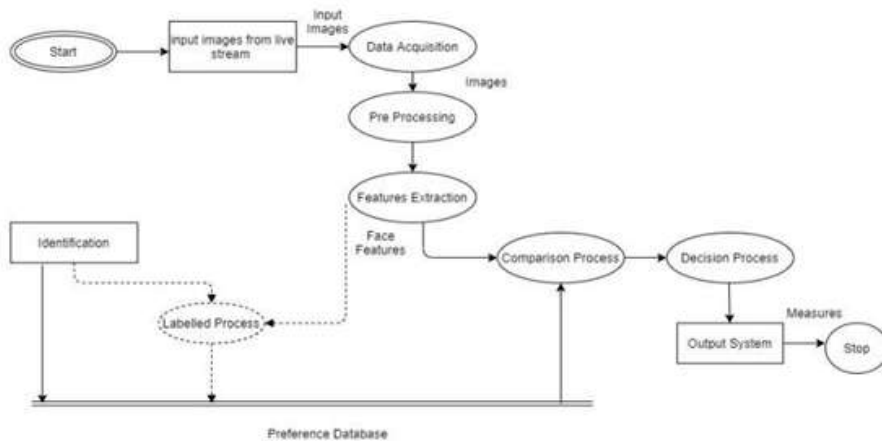 Input
Images
Start
input images from live
stream
Data Acquisition
Images
Pre Processing
Features Extraction
Face
Features
Identification
Comparison Process
Decision Process
Labelled Process
Measures
Output System
Stop
Preference Database